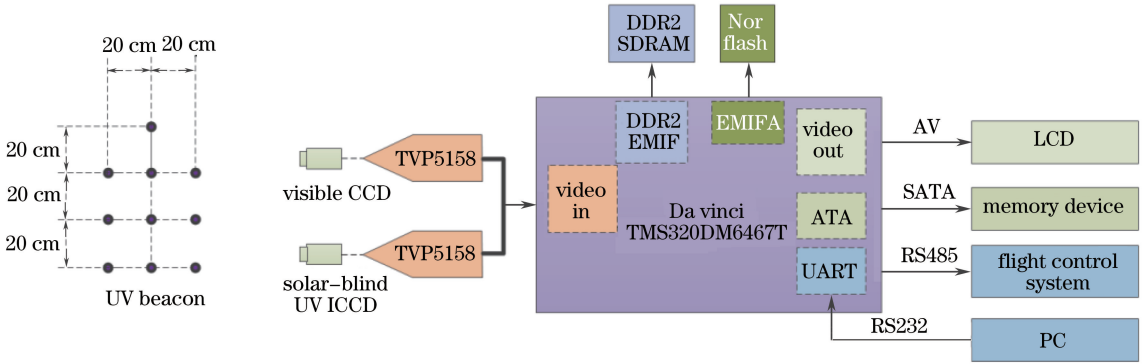 20 cm 20 cm
20 cm
20 cm
20 cm
UV beacon
visible CCD
TVP5158
solar-blind
UV ICCD
TVP5158
DDR2
SDRAM
Nor
flash
DDR2
EMIF
EMIFA
video
out
video
in
Da vinci
TMS320DM6467T
ATA
UART
AV
LCD
SATA
memory device
RS485
flight control
system
RS232
PC